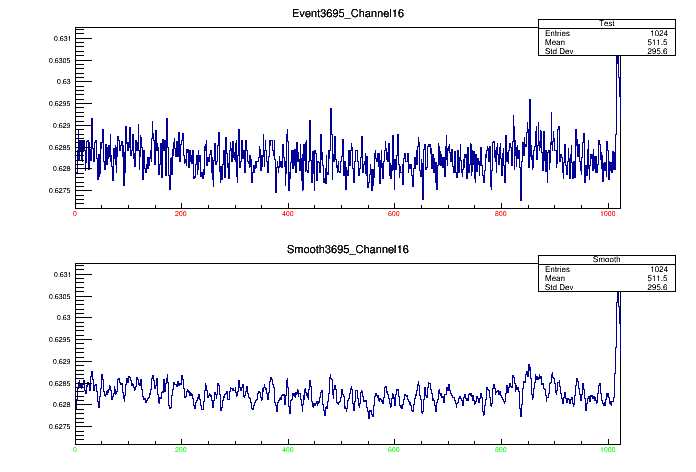 Event3695_Channel16
Test
Entries 1024
Mean 511.5
Std Dev 295.6
0.631
0.6305
0.63
0.6295
0.629
0.6285
0.628
0.6275
0 200 400 600 800 1000
Smooth3695_Channel16
Smooth
Entries 1024
Mean 511.5
Std Dev 295.6
0.631
0.6305
0.63
0.6295
0.629
0.6285
0.628
0.6275
0 200 400 600 800 1000